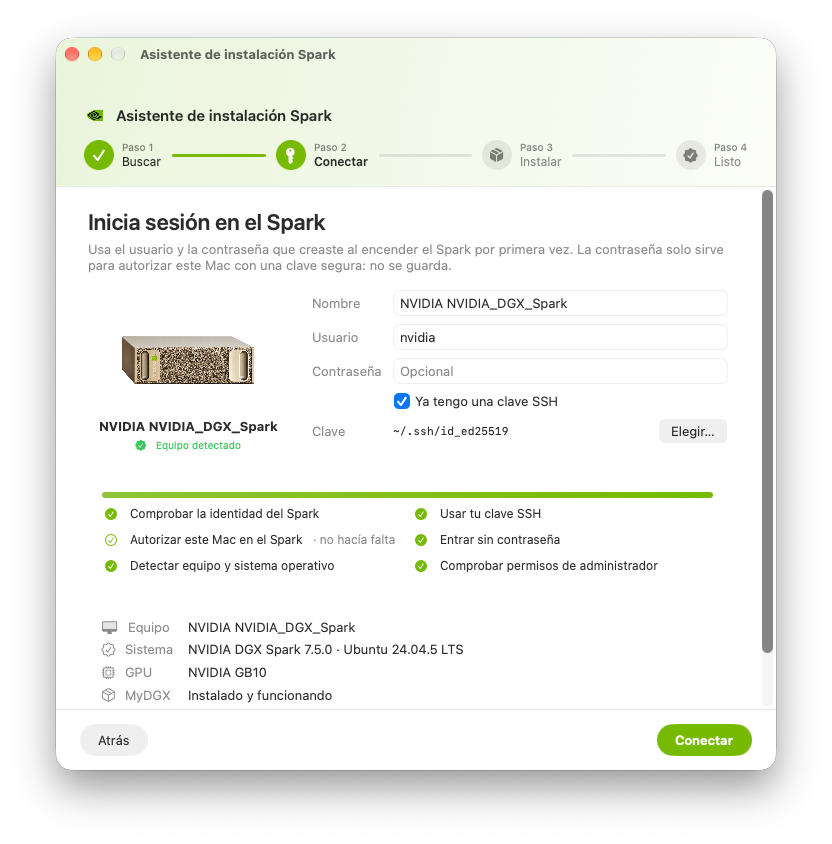 Asistente de instalación Spark
Asistente de instalación Spark
Paso 1
Buscar
Paso 2
Conectar
Paso 3
Instalar
Paso 4
Listo
Inicia sesión en el Spark
Usa el usuario y la contraseña que creaste al encender el Spark por primera vez. La contraseña solo sirve
para autorizar este Mac con una clave segura: no se guarda.
Nombre NVIDIA NVIDIA_DGX_Spark
Usuario nvidia
Contraseña Opcional
Ya tengo una clave SSH
Clave ~/.ssh/id_ed25519 Elegir...
NVIDIA NVIDIA_DGX_Spark
Equipo detectado
Comprobar la identidad del Spark
Usar tu clave SSH
Autorizar este Mac en el Spark · no hacía falta
Entrar sin contraseña
Detectar equipo y sistema operativo
Comprobar permisos de administrador
Equipo NVIDIA NVIDIA_DGX_Spark
Sistema NVIDIA DGX Spark 7.5.0 · Ubuntu 24.04.5 LTS
GPU NVIDIA GB10
MyDGX Instalado y funcionando
Atrás
Conectar